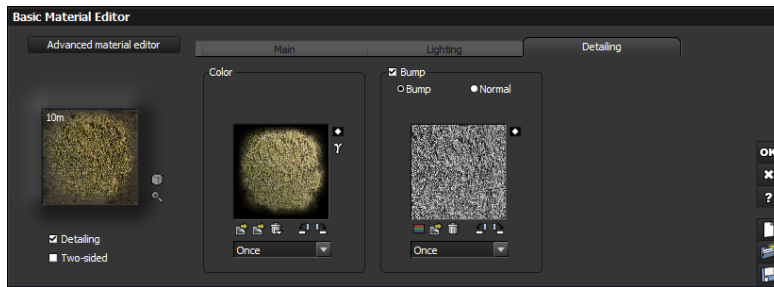 Basic Material Editor
Advanced material editor
Main
Lighting
Detailing
Color
Bump
Bump
Normal
10m
γ
OK
?
Detailing
Two-sided
Once
Once